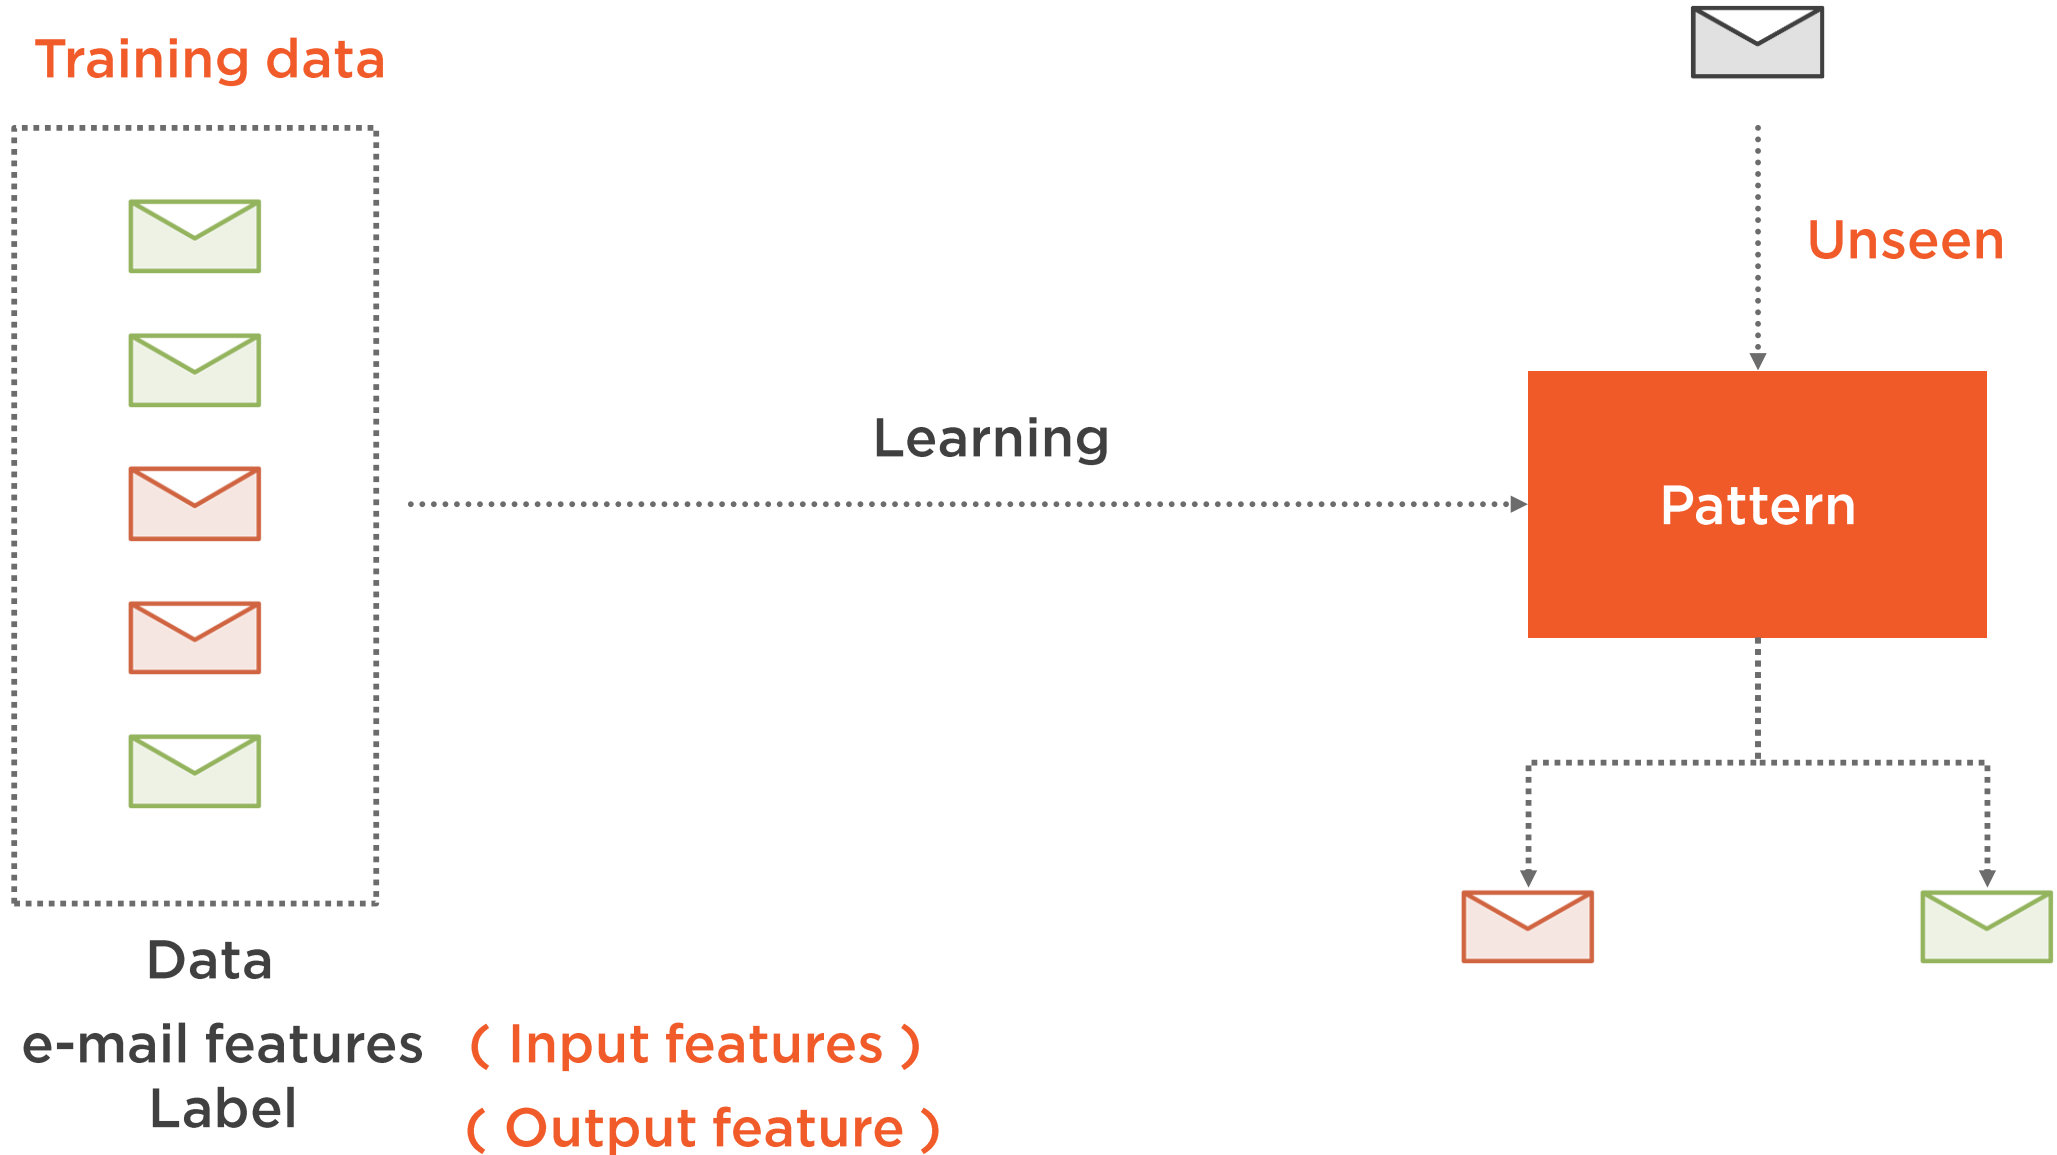 Training data
Unseen
Learning
Pattern
Data
e-mail features ( Input features )
Label ( Output feature )